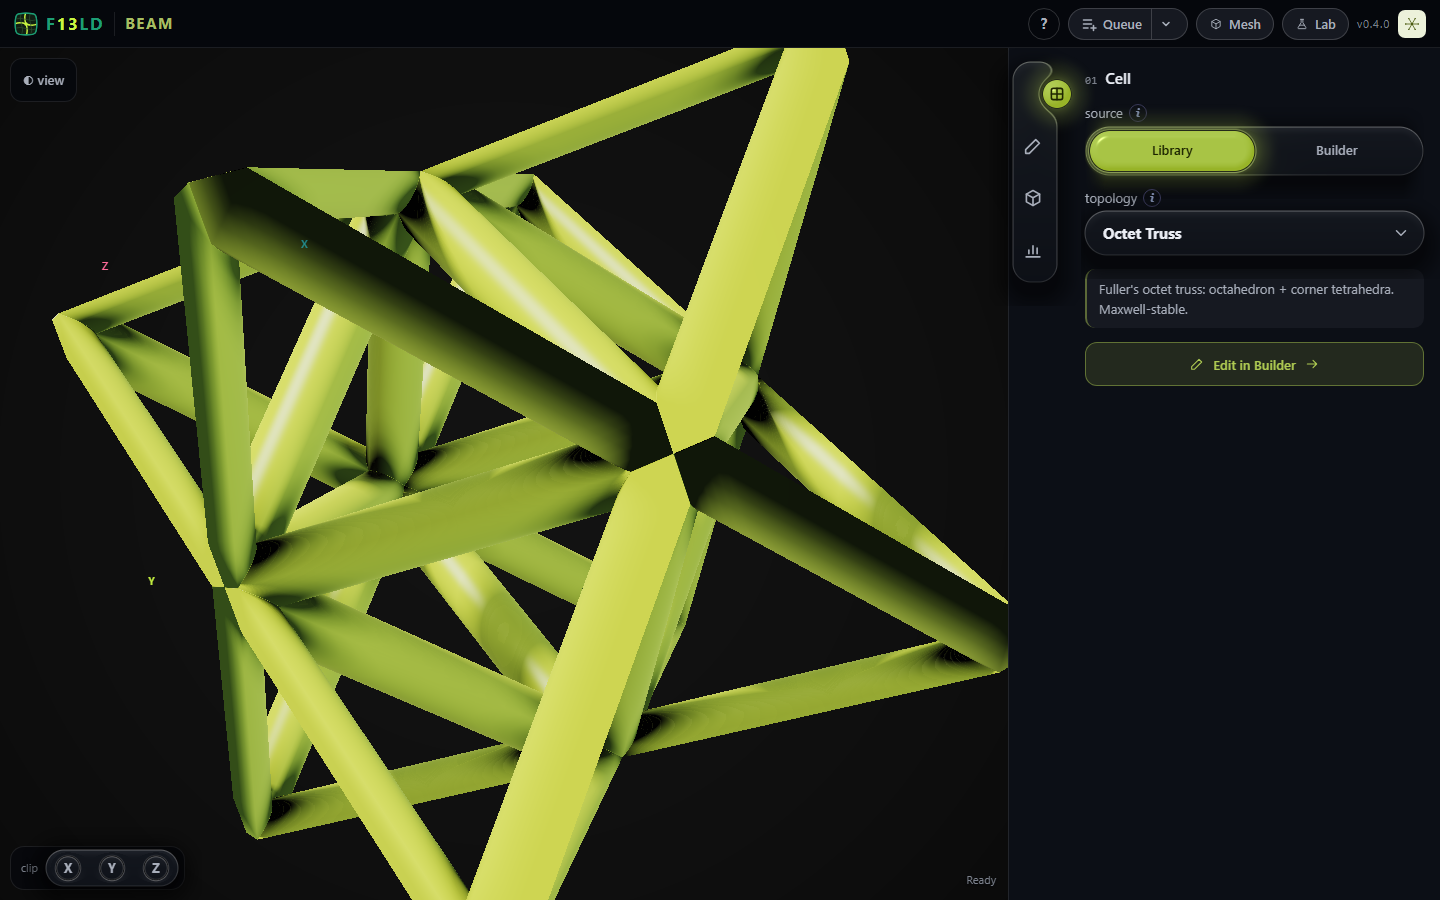 F13LD BEAM
? Queue Mesh Lab v0.4.0
view
01 Cell
source i
Library Builder
topology i
Octet Truss
Fuller's octet truss: octahedron + corner tetrahedra.
Maxwell-stable.
Edit in Builder →
X
Z
Y
clip X Y Z
Ready